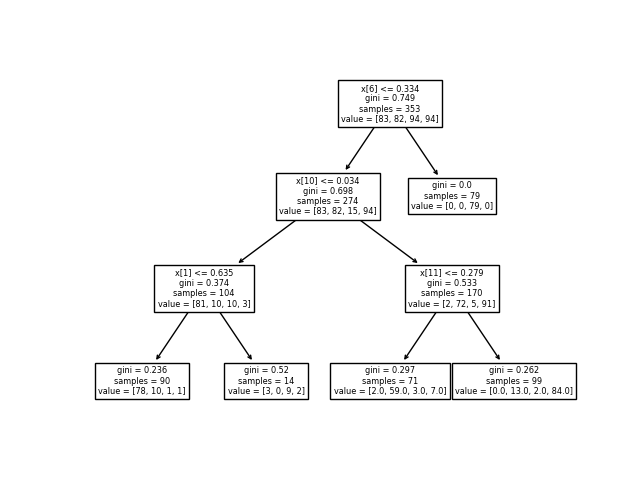 x[6] <= 0.334
gini = 0.749
samples = 353
value = [83, 82, 94, 94]
x[10] <= 0.034
gini = 0.698
samples = 274
value = [83, 82, 15, 94]
gini = 0.0
samples = 79
value = [0, 0, 79, 0]
x[1] <= 0.635
gini = 0.374
samples = 104
value = [81, 10, 10, 3]
x[11] <= 0.279
gini = 0.533
samples = 170
value = [2, 72, 5, 91]
gini = 0.236
samples = 90
value = [78, 10, 1, 1]
gini = 0.52
samples = 14
value = [3, 0, 9, 2]
gini = 0.297
samples = 71
value = [2.0, 59.0, 3.0, 7.0]
gini = 0.262
samples = 99
value = [0.0, 13.0, 2.0, 84.0]